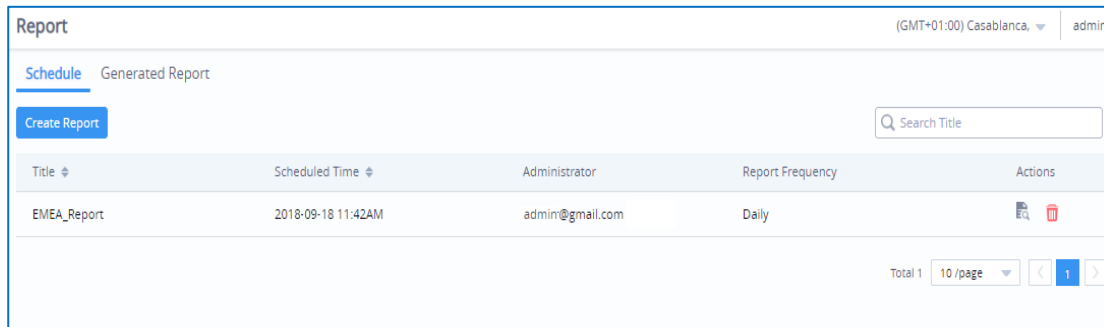 Report (GMT+01:00) Casablanca, admin
Schedule Generated Report
Create Report Search Title
Title Scheduled Time Administrator Report Frequency Actions
EMEA_Report 2018-09-18 11:42AM admin@gmail.com Daily
Total 1 10 /page 1